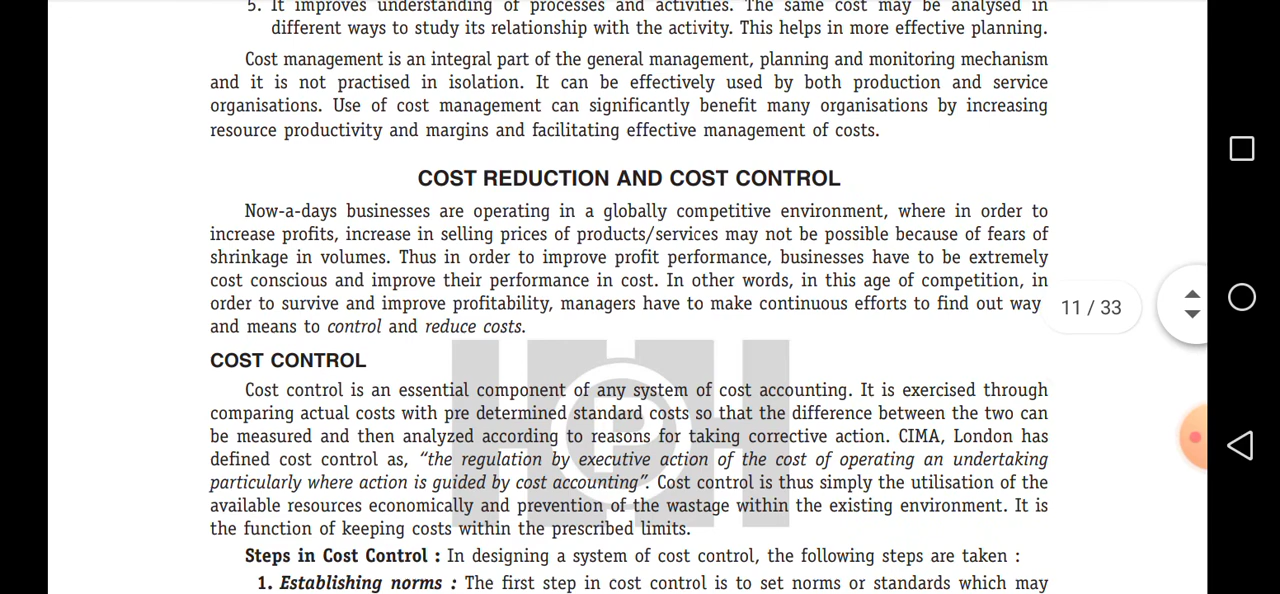 5. It improves understanding of processes and activities. The same cost may be analysed in
different ways to study its relationship with the activity. This helps in more effective planning.
Cost management is an integral part of the general management, planning and monitoring mechanism
and it is not practised in isolation. It can be effectively used by both production and service
organisations. Use of cost management can significantly benefit many organisations by increasing
resource productivity and margins and facilitating effective management of costs.
COST REDUCTION AND COST CONTROL
Now-a-days businesses are operating in a globally competitive environment, where in order to
increase profits, increase in selling prices of products/services may not be possible because of fears of
shrinkage in volumes. Thus in order to improve profit performance, businesses have to be extremely
cost conscious and improve their performance in cost. In other words, in this age of competition, in
order to survive and improve profitability, managers have to make continuous efforts to find out way
and means to control and reduce costs.
11 / 33
COST CONTROL
Cost control is an essential component of any system of cost accounting. It is exercised through
comparing actual costs with pre determined standard costs so that the difference between the two can
be measured and then analyzed according to reasons for taking corrective action. CIMA, London has
defined cost control as, “the regulation by executive action of the cost of operating an undertaking
particularly where action is guided by cost accounting”. Cost control is thus simply the utilisation of the
available resources economically and prevention of the wastage within the existing environment. It is
the function of keeping costs within the prescribed limits.
Steps in Cost Control : In designing a system of cost control, the following steps are taken :
1. Establishing norms : The first step in cost control is to set norms or standards which may